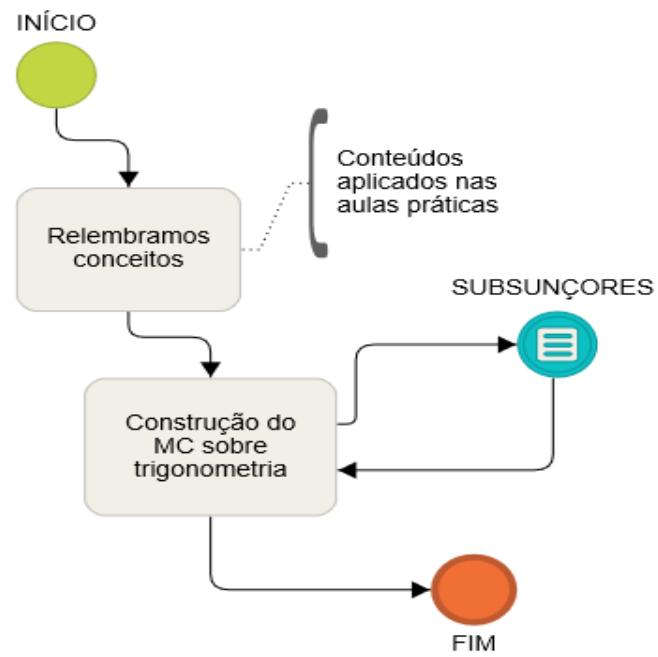 INÍCIO
Conteúdos
aplicados nas
aulas práticas
Relembramos
conceitos
SUBSUNÇORES
Construção do
MC sobre
trigonometria
FIM